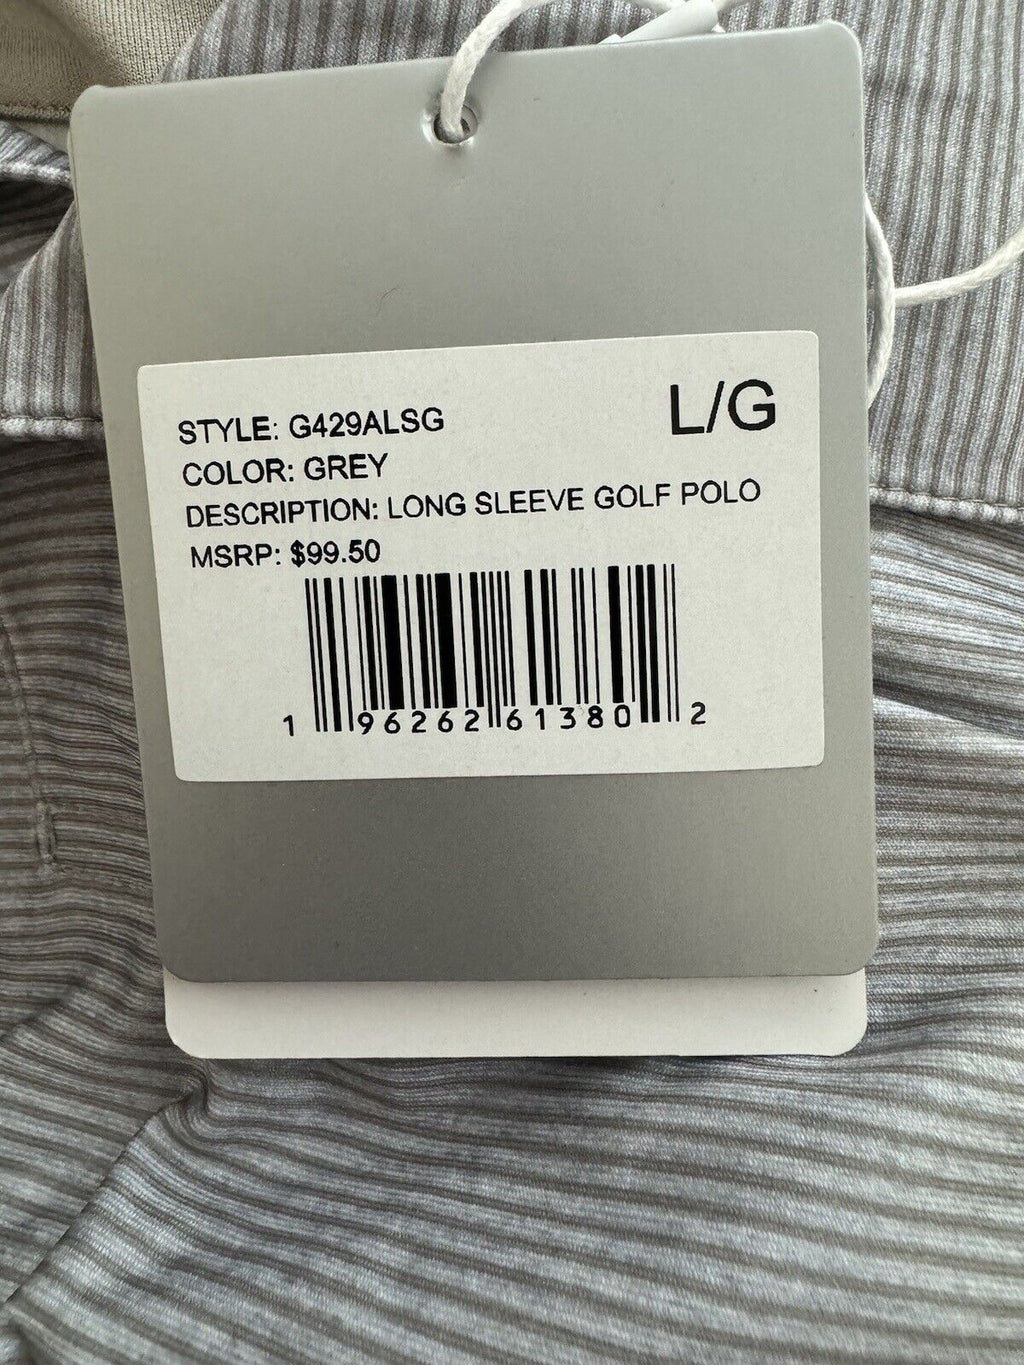 L/G
STYLE: G429ALSG
COLOR: GREY
DESCRIPTION: LONG SLEEVE GOLF POLO
MSRP: $99.50
1 96262 61380 2